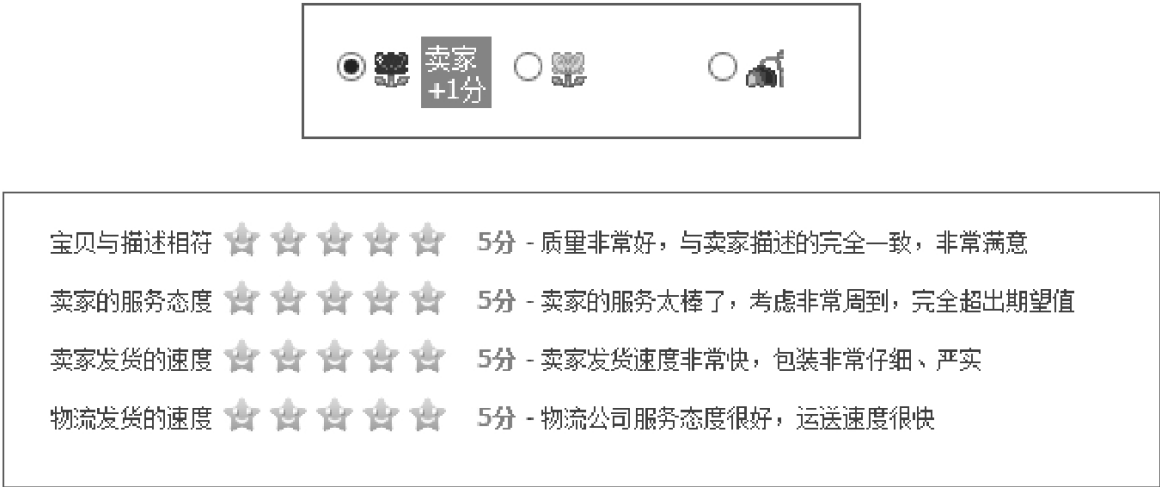 卖家
+1分
宝贝与描述相符 5分 - 质量非常好，与卖家描述的完全一致，非常满意
卖家的服务态度 5分 - 卖家的服务太棒了，考虑非常周到，完全超出期望值
卖家发货的速度 5分 - 卖家发货速度非常快，包装非常仔细、严实
物流发货的速度 5分 - 物流公司服务态度很好，运送速度很快